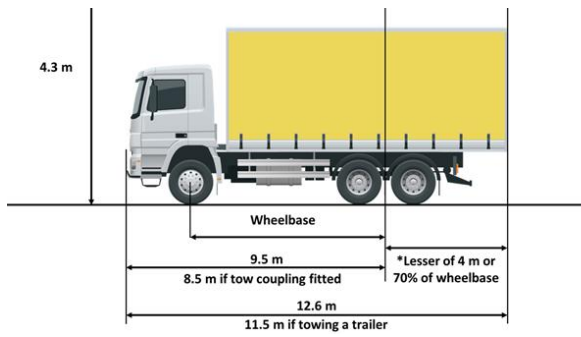 4.3 m
Wheelbase
*Lesser of 4 m or
70% of wheelbase
9.5 m
8.5 m if tow coupling fitted
12.6 m
11.5 m if towing a trailer